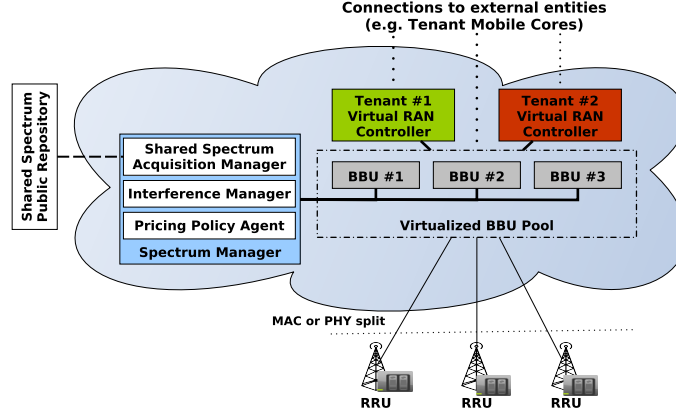 Connections to external entities
(e.g. Tenant Mobile Cores)
Shared Spectrum
Public Repository
Tenant #1
Virtual RAN
Controller
Tenant #2
Virtual RAN
Controller
Shared Spectrum
Acquisition Manager
Interference Manager
Pricing Policy Agent
Spectrum Manager
BBU #1
BBU #2
BBU #3
Virtualized BBU Pool
MAC or PHY split
RRU
RRU
RRU